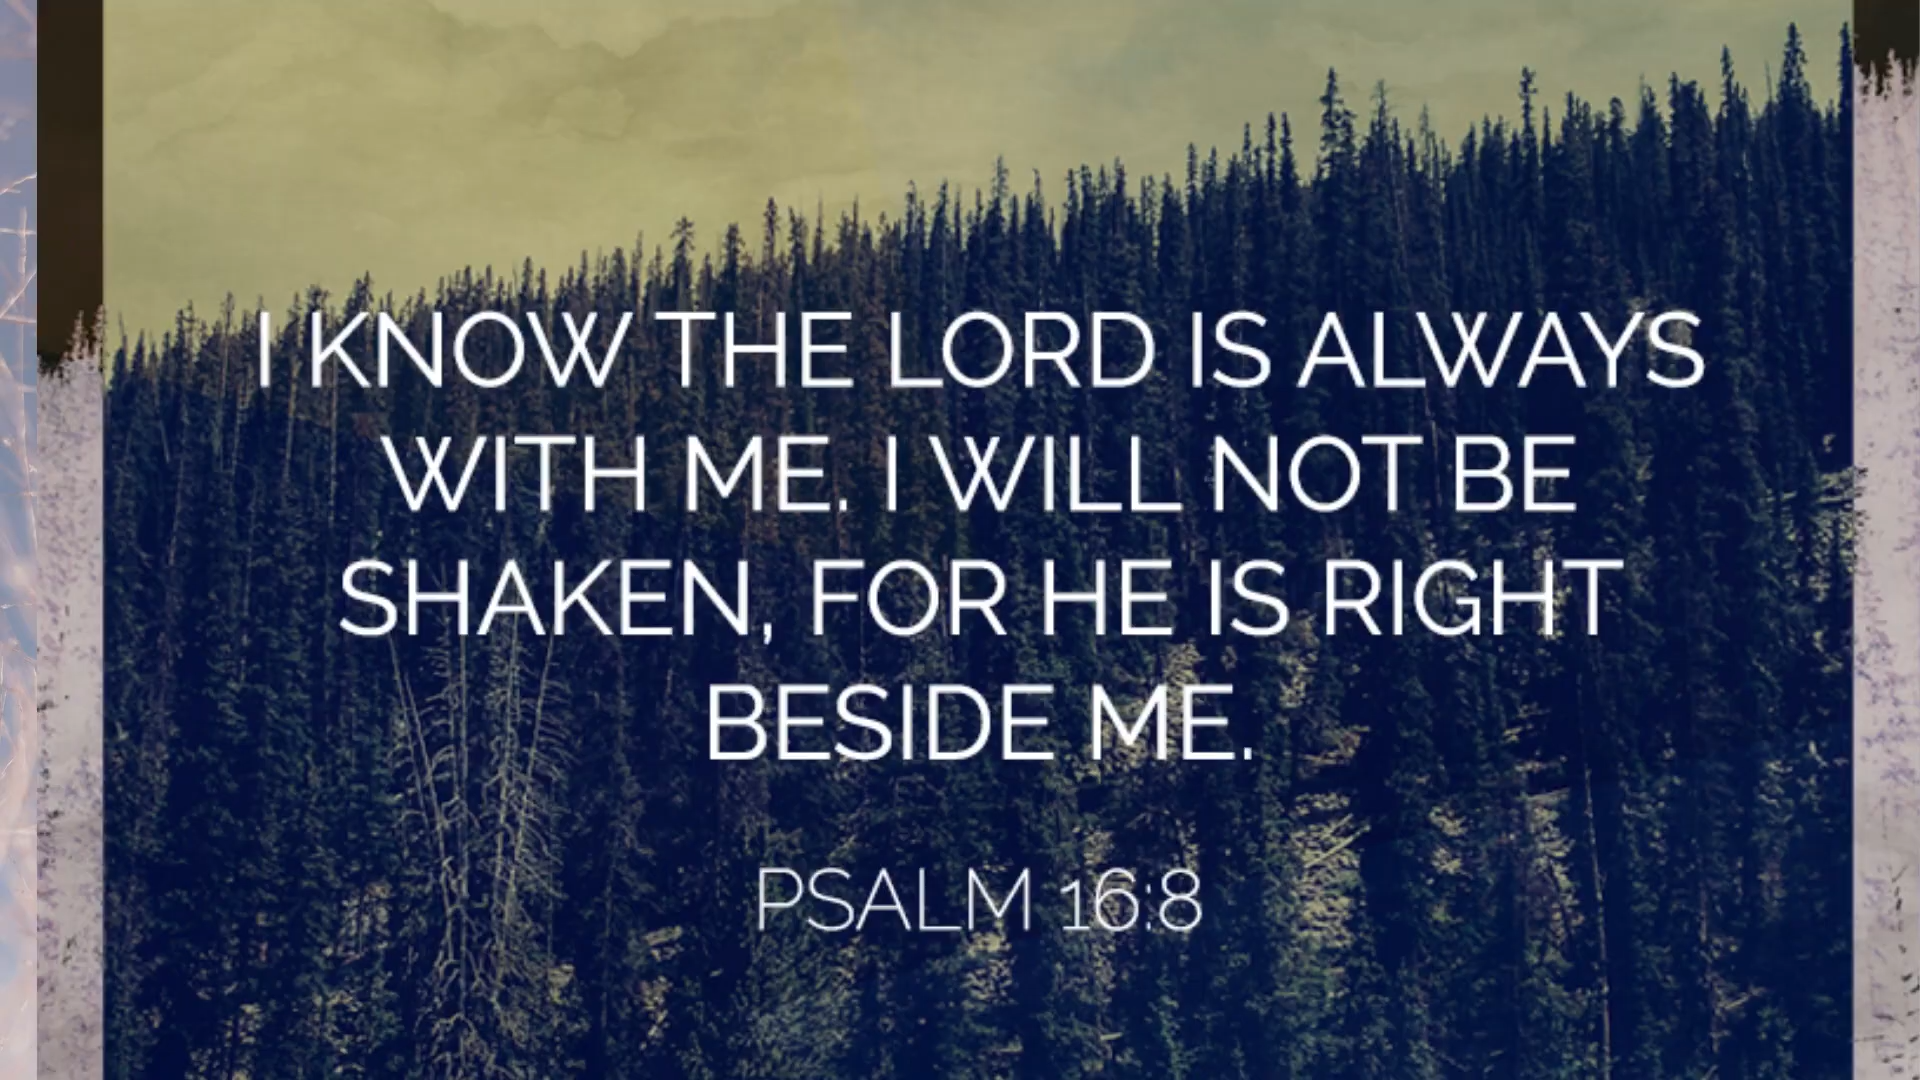 I KNOW THE LORD IS ALWAYS
WITH ME. I WILL NOT BE
SHAKEN, FOR HE IS RIGHT
BESIDE ME.
PSALM 16:8